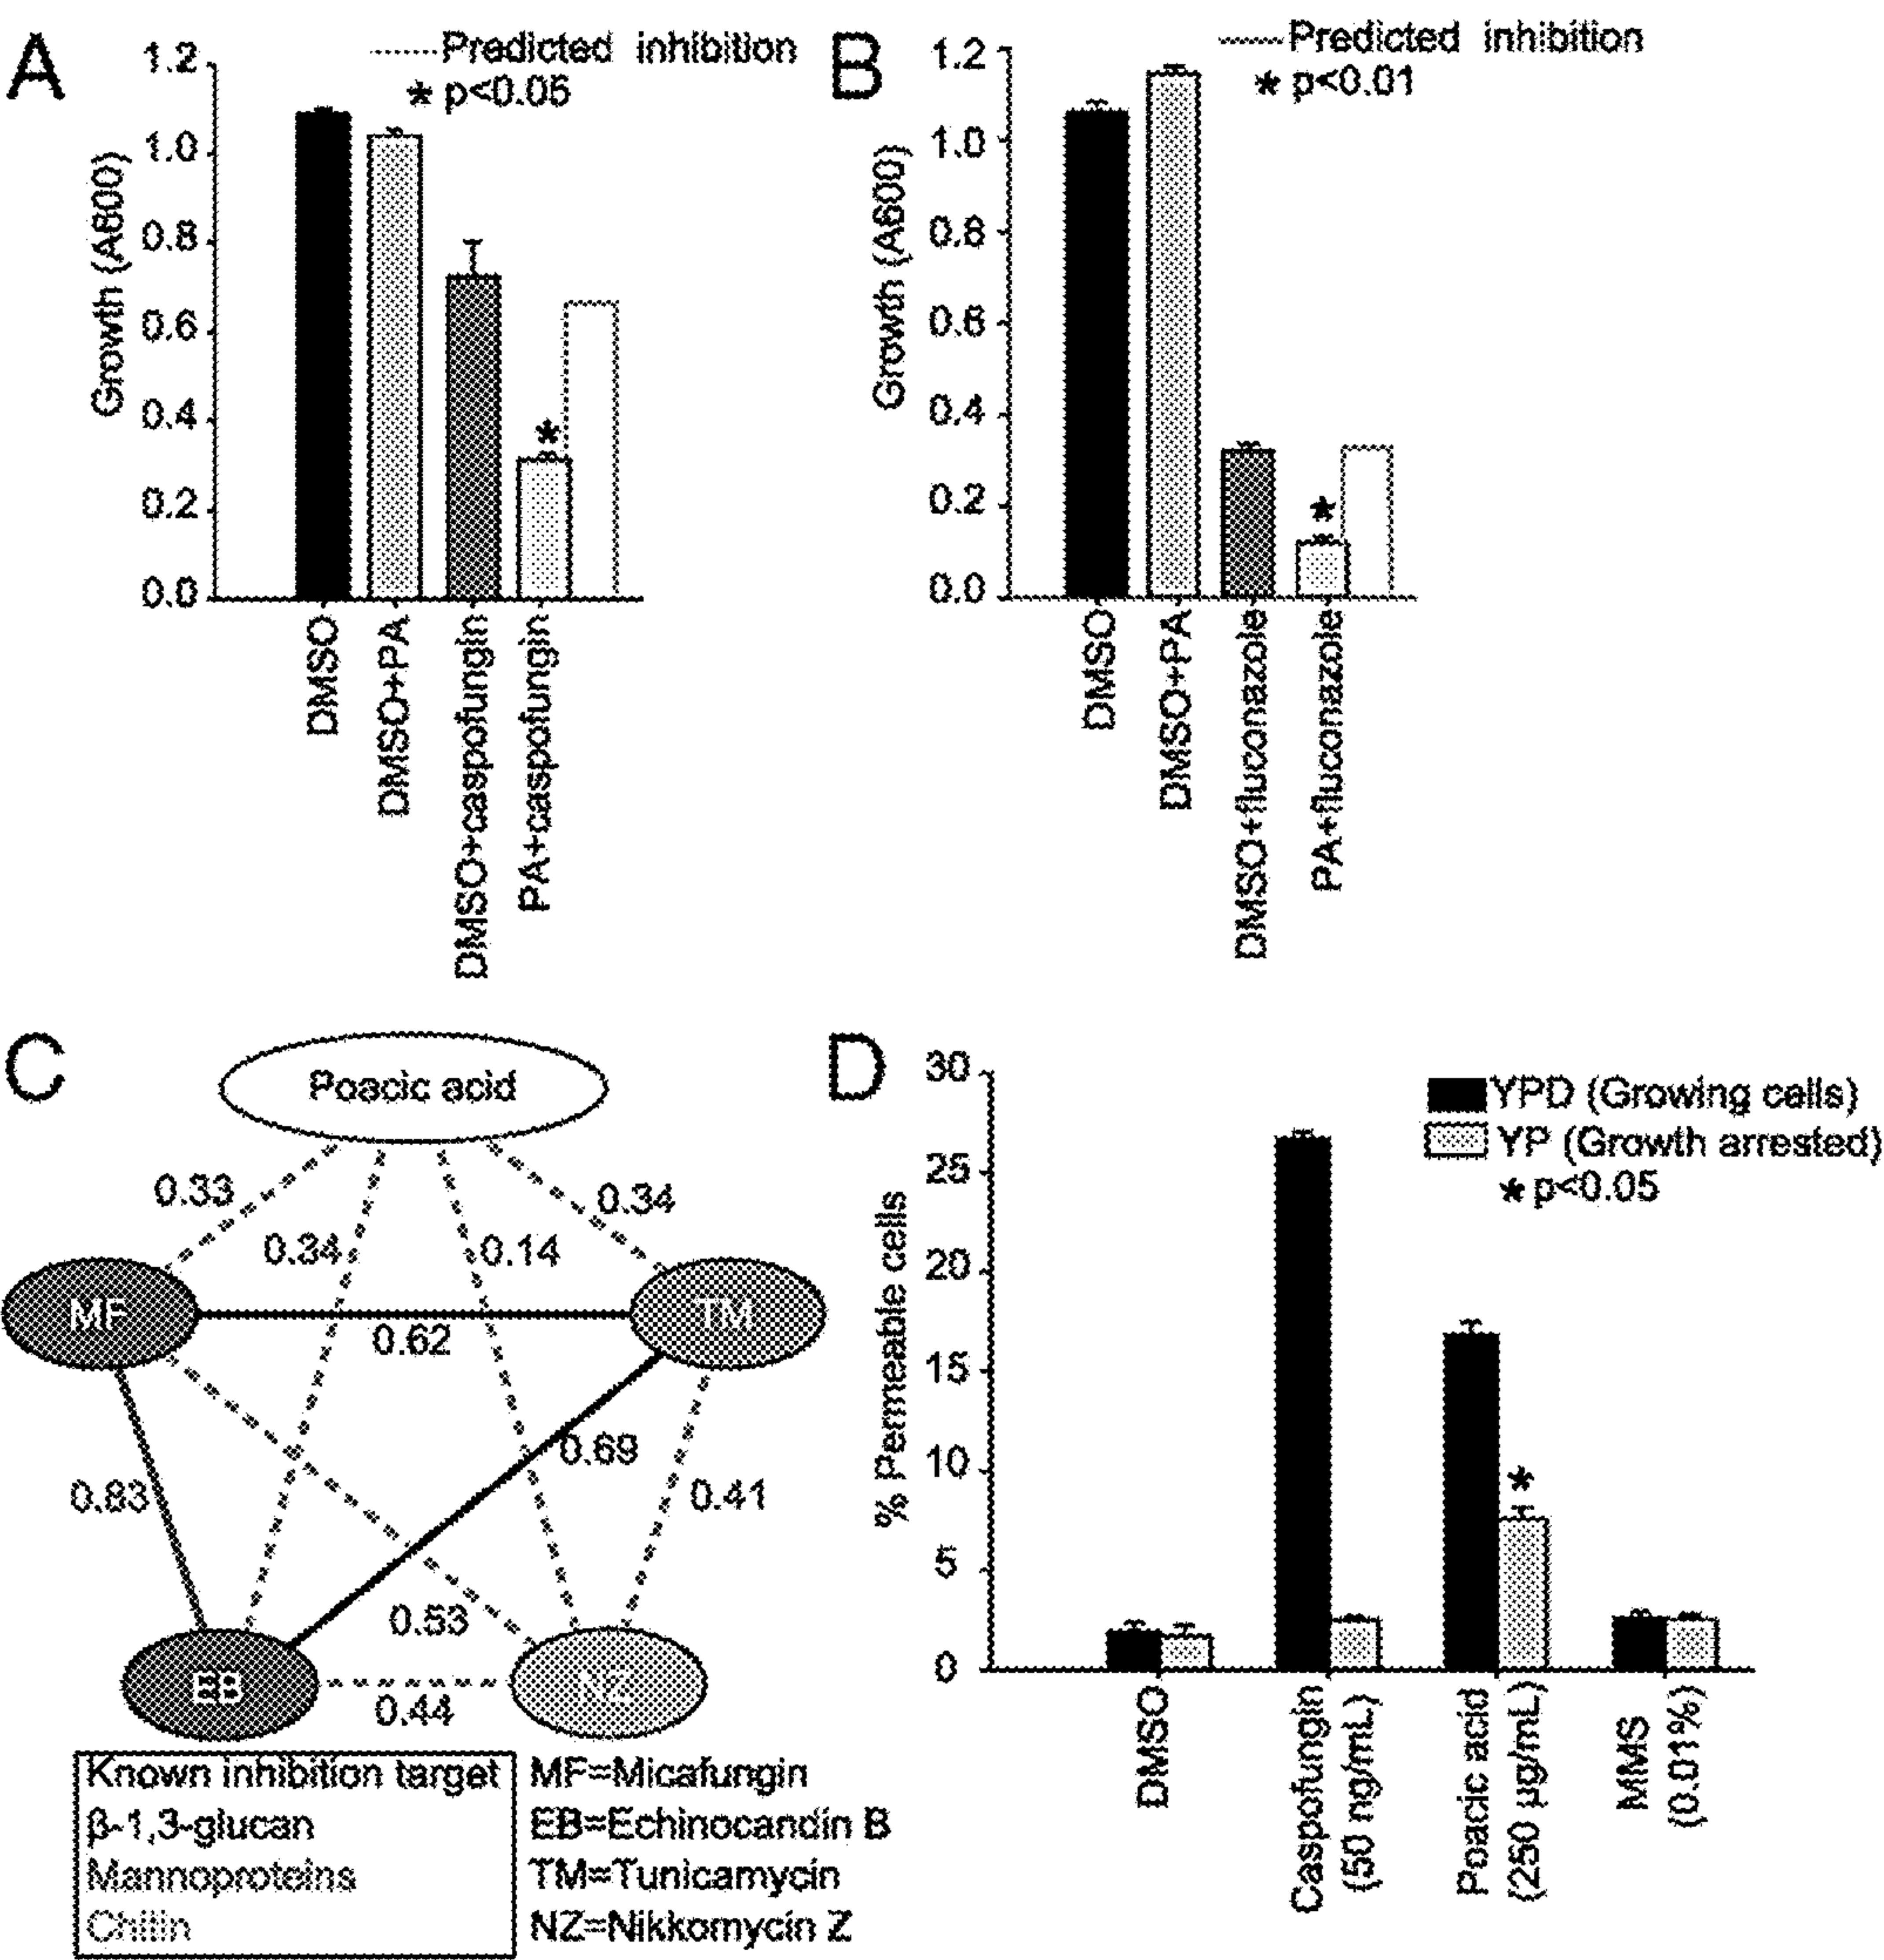 A
Predicted inhibition
* p<0.05
Growth (A600)
1.2
1.0
0.8
0.6
0.4
0.2
0.0
DMSO
DMSO+PA
DMSO+caspofungin
PA+caspofungin
*
B
Predicted inhibition
* p<0.01
Growth (A600)
1.2
1.0
0.8
0.6
0.4
0.2
0.0
DMSO
DMSO+PA
DMSO+fluconazole
PA+fluconazole
*
C
Poacic acid
0.33
0.34
0.34
0.14
MF
TM
0.62
0.69
0.83
0.41
0.53
EB
NZ
0.44
Known inhibition target
β-1,3-glucan
Mannoproteins
Chitin
MF=Micafungin
EB=Echinocandin B
TM=Tunicamycin
NZ=Nikkomycin Z
D
YPD (Growing cells)
YP (Growth arrested)
* p<0.05
% Permeable cells
30
25
20
15
10
5
0
*
DMSO
Caspofungin
(50 ng/mL)
Poacic acid
(250 µg/mL)
MMS
(0.01%)